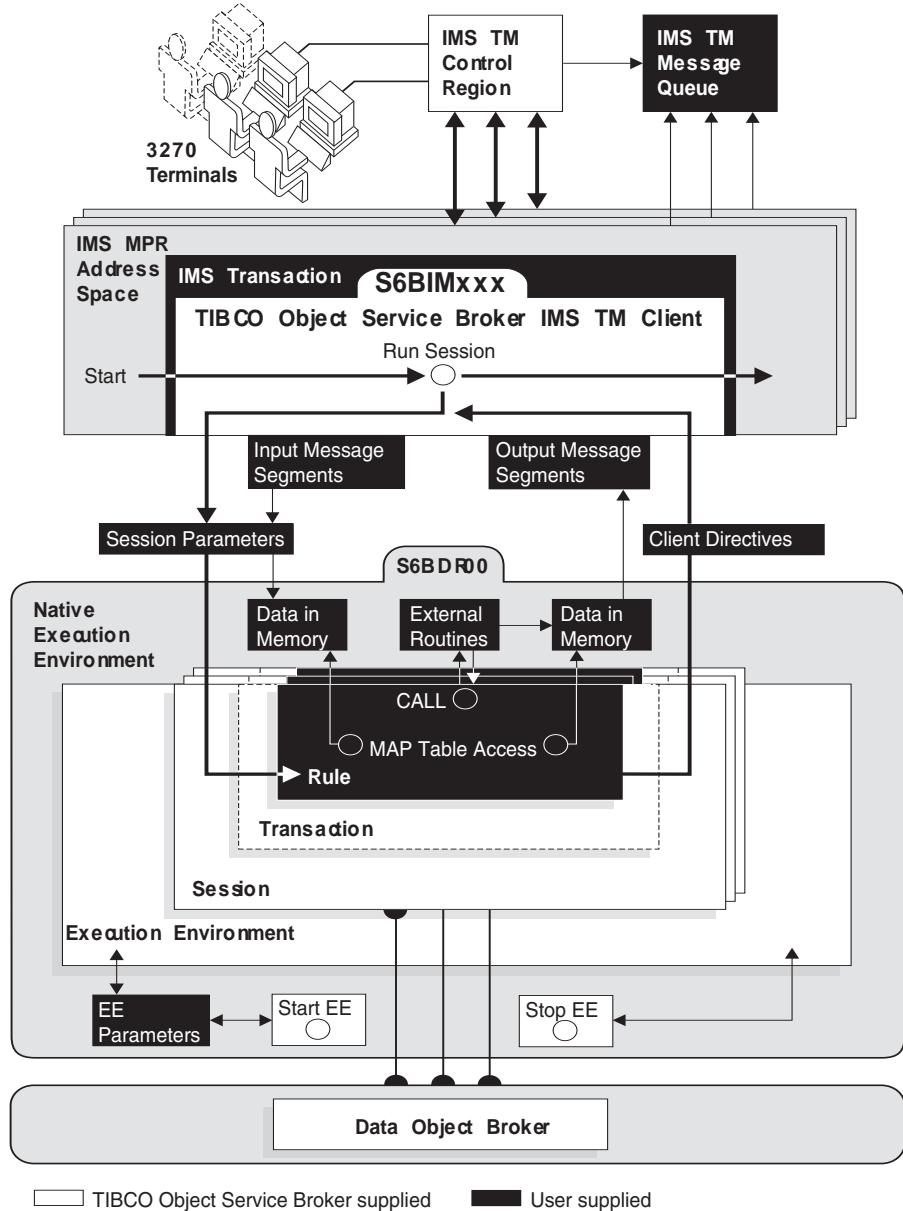 IMS TM
Control
Region
IMS TM
Message
Queue
3270
Terminals
IMS MPR
Address
Space
IMS Transaction
S6BIMxxx
TIBCO Object Service Broker IMS TM Client
Run Session
Start
Input Message
Segments
Output Message
Segments
Session Parameters
Client Directives
S6BDR00
Native
Execution
Environment
Data in
Memory
External
Routines
Data in
Memory
CALL
MAP Table Access
Rule
Transaction
Session
Execution Environment
EE
Parameters
Start EE
Stop EE
Data Object Broker
TIBCO Object Service Broker supplied
User supplied